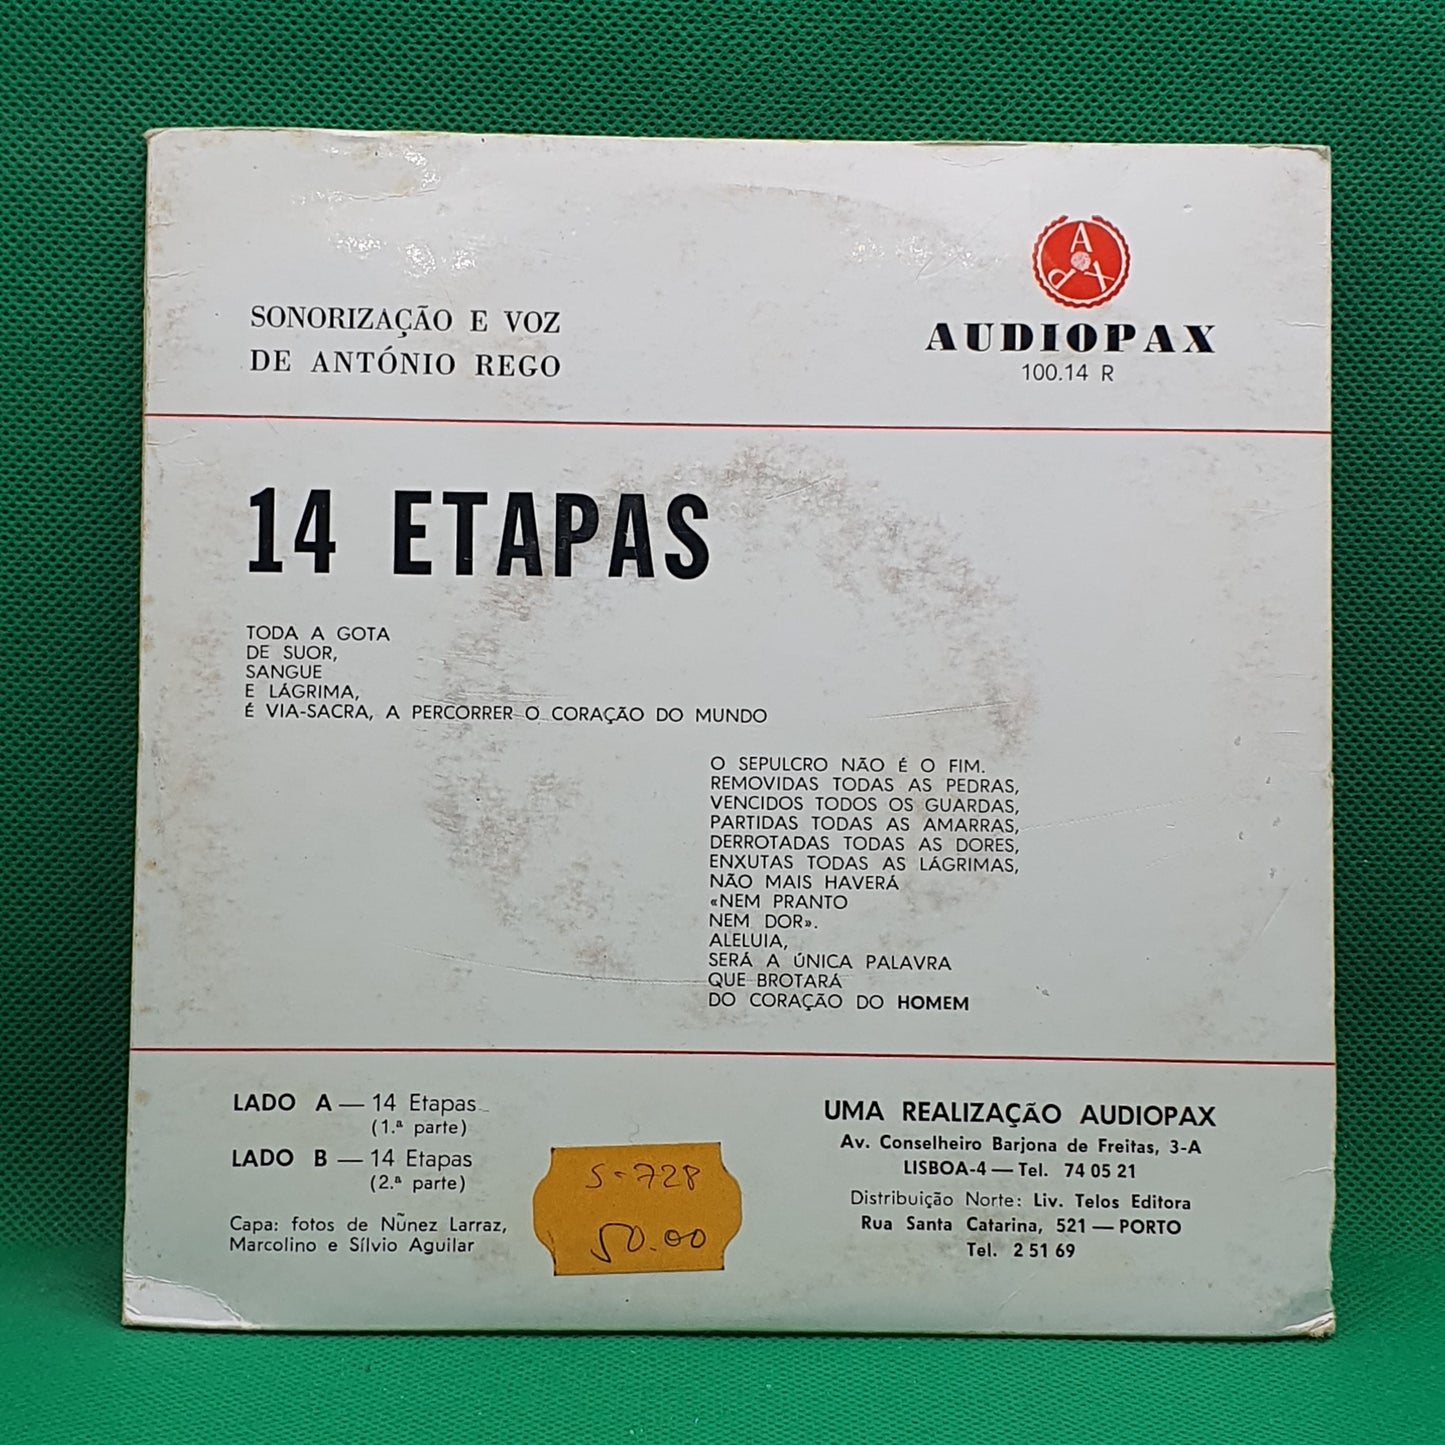 SONORIZAÇÃO E VOZ
DE ANTÓNIO REGO
A
P X
AUDIOPAX
100.14 R
14 ETAPAS
TODA A GOTA
DE SUOR,
SANGUE
E LÁGRIMA,
É VIA-SACRA, A PERCORRER O CORAÇÃO DO MUNDO
O SEPULCRO NÃO É O FIM.
REMOVIDAS TODAS AS PEDRAS,
VENCIDOS TODOS OS GUARDAS,
PARTIDAS TODAS AS AMARRAS,
DERROTADAS TODAS AS DORES,
ENXUTAS TODAS AS LÁGRIMAS,
NÃO MAIS HAVERÁ
«NEM PRANTO
NEM DOR».
ALELUIA,
SERÁ A ÚNICA PALAVRA
QUE BROTARÁ
DO CORAÇÃO DO HOMEM
LADO A — 14 Etapas
(1.ª parte)
LADO B — 14 Etapas
(2.ª parte)
Capa: fotos de Nũnez Larraz,
Marcolino e Sílvio Aguilar
S-728
50.00
UMA REALIZAÇÃO AUDIOPAX
Av. Conselheiro Barjona de Freitas, 3-A
LISBOA-4 — Tel. 74 05 21
Distribuição Norte: Liv. Telos Editora
Rua Santa Catarina, 521 — PORTO
Tel. 2 51 69